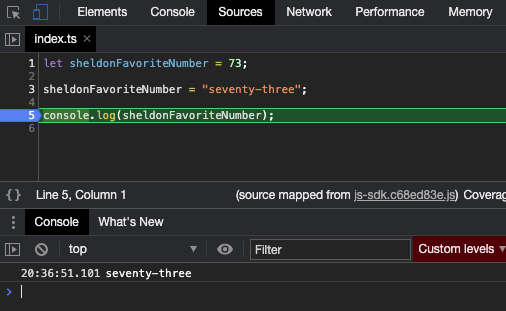 Elements Console Sources Network Performance Memory
index.ts ×
1 let sheldonFavoriteNumber = 73;
2
3 sheldonFavoriteNumber = "seventy-three";
4
5 console.log(sheldonFavoriteNumber);
6
{} Line 5, Column 1 (source mapped from js-sdk.c68ed83e.js) Coverag
Console What's New
top ▼ Filter Custom levels ▼
20:36:51.101 seventy-three
>